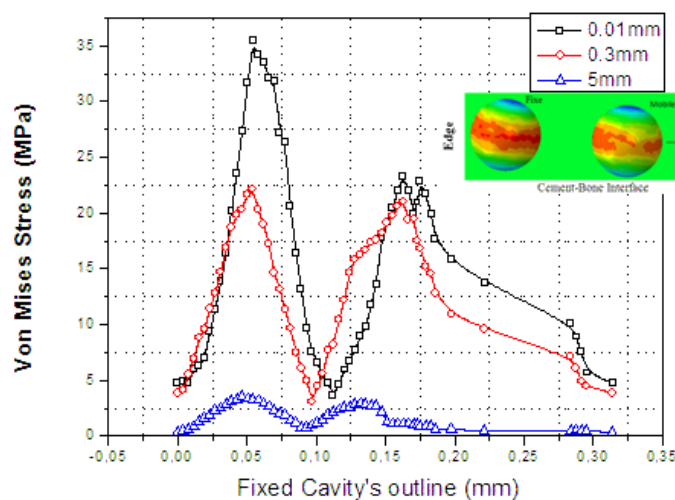 35
30
25
20
15
10
5
0
Von Mises Stress (MPa)
0.01mm
0.3mm
5mm
Fixe
Mobile
Edge
Cement-Bone Interface
-0,05 0,00 0,05 0,10 0,15 0,20 0,25 0,30 0,35
Fixed Cavity's outline (mm)